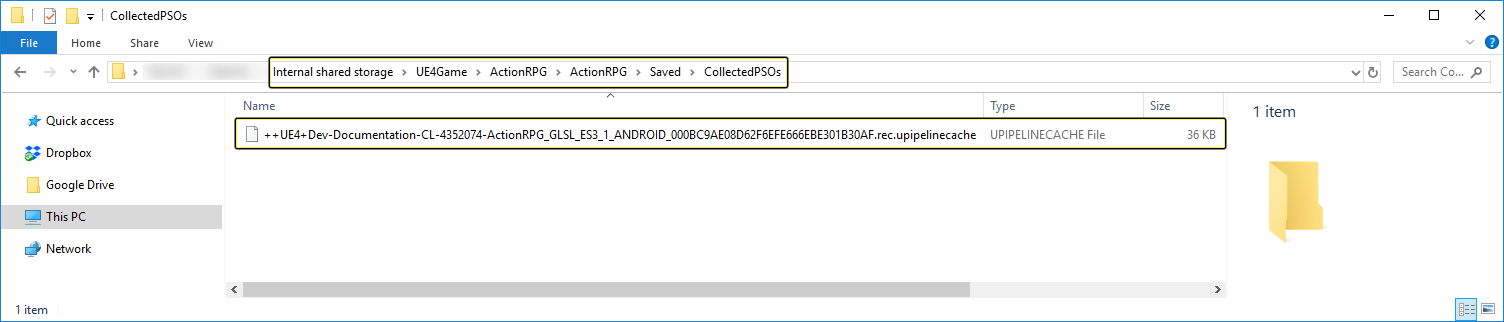 CollectedPSOs
File Home Share View
Internal shared storage > UE4Game > ActionRPG > ActionRPG > Saved > CollectedPSOs
Search Co...
Name Type Size
++UE4+Dev-Documentation-CL-4352074-ActionRPG_GLSL_ES3_1_ANDROID_000BC9AE08D62F6EFE666EBE301B30AF.rec.upipelinecache UPIPELINECACHE File 36 KB
Quick access
Dropbox
Google Drive
This PC
Network
1 item
1 item